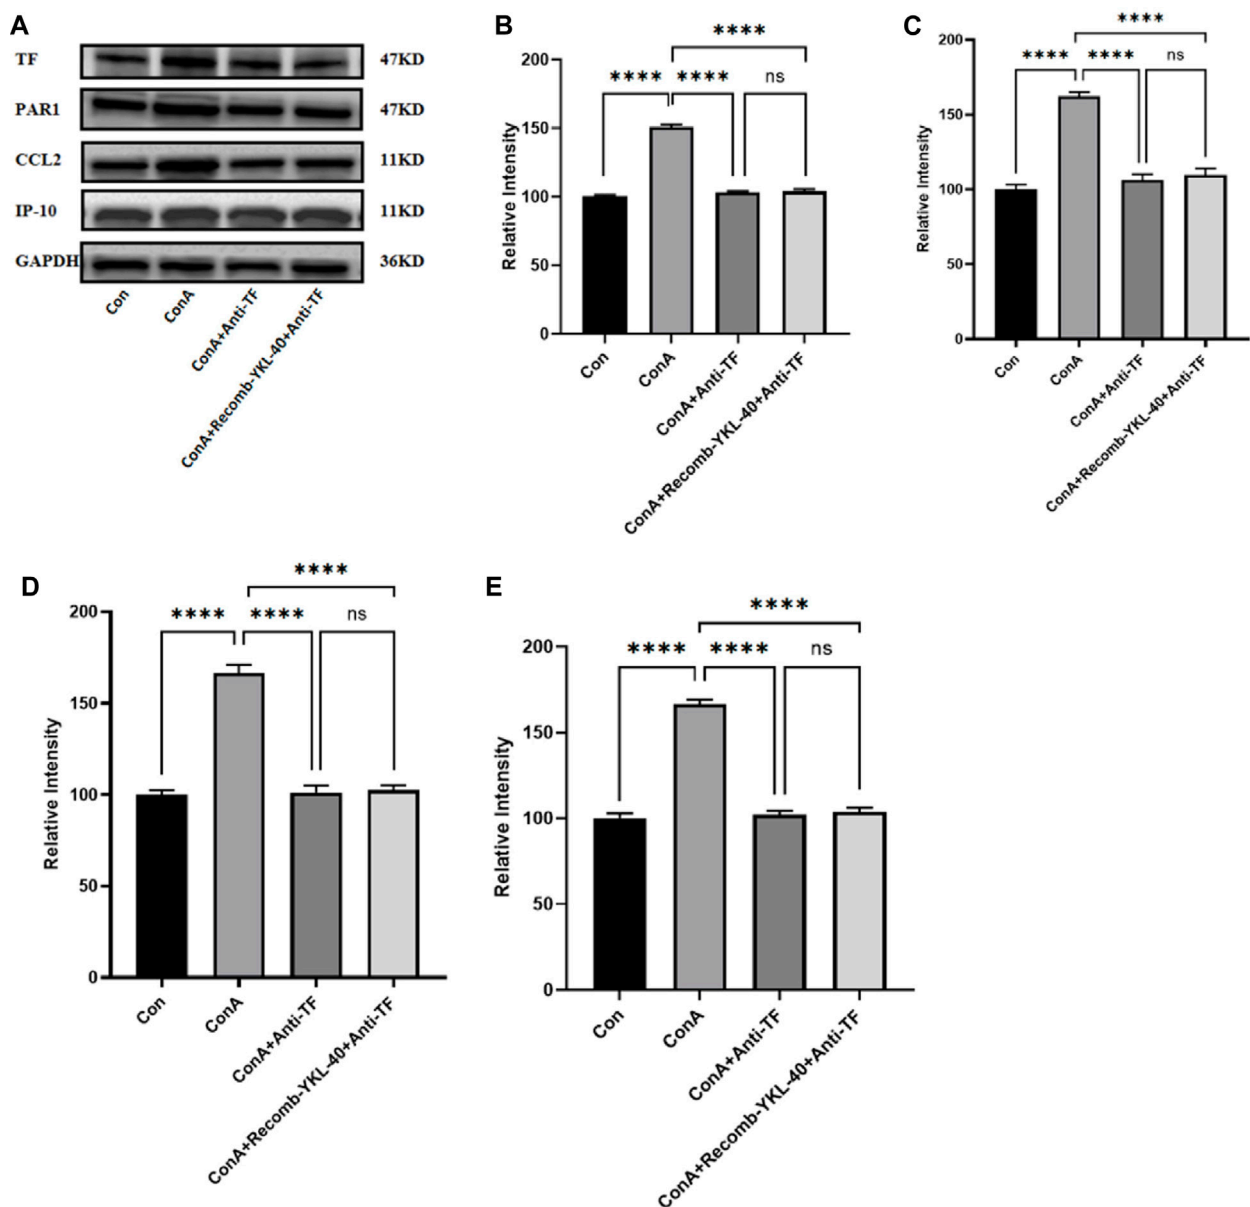 A
TF 47KD
PAR1 47KD
CCL2 11KD
IP-10 11KD
GAPDH 36KD
Con
ConA
ConA+Anti-TF
ConA+Recomb-YKL-40+Anti-TF
B
****
**** **** ns
200
150
100
50
0
Relative Intensity
Con
ConA
ConA+Anti-TF
ConA+Recomb-YKL-40+Anti-TF
C
****
**** **** ns
200
150
100
50
0
Relative Intensity
Con
ConA
ConA+Anti-TF
ConA+Recomb-YKL-40+Anti-TF
D
****
**** **** ns
200
150
100
50
0
Relative Intensity
Con
ConA
ConA+Anti-TF
ConA+Recomb-YKL-40+Anti-TF
E
****
**** **** ns
200
150
100
50
0
Relative Intensity
Con
ConA
ConA+Anti-TF
ConA+Recomb-YKL-40+Anti-TF